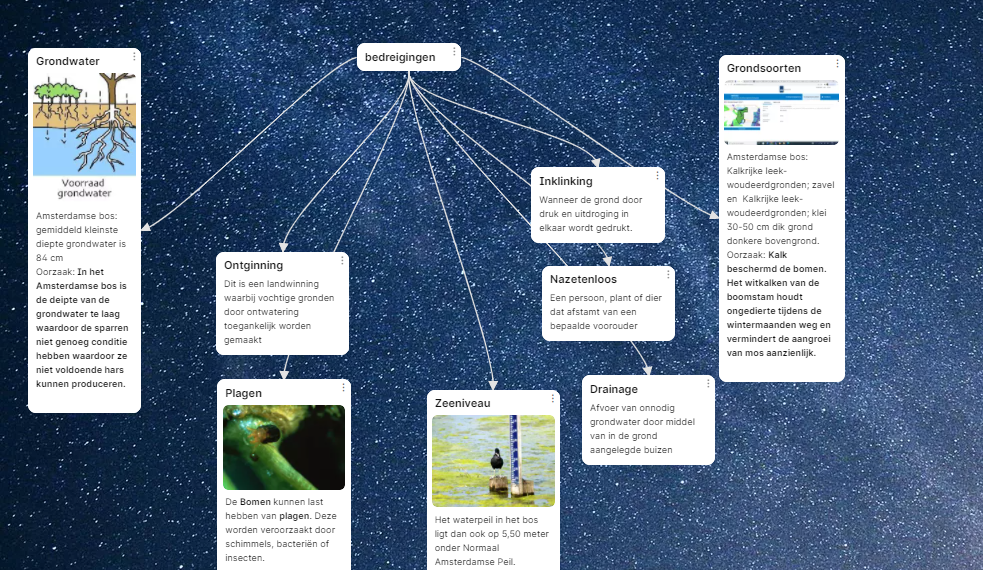 bedreigingen
Grondwater
Voorraad
grondwater
Amsterdamse bos:
gemiddeld kleinste
diepte grondwater is
84 cm
Oorzaak: In het
Amsterdamse bos is
de deipte van de
grondwater te laag
waardoor de sparren
niet genoeg conditie
hebben waardoor ze
niet voldoende hars
kunnen produceren.
Ontginning
Dit is een landwinning
waarbij vochtige gronden
door ontwatering
toegankelijk worden
gemaakt
Plagen
De Bomen kunnen last
hebben van plagen. Deze
worden veroorzaakt door
schimmels, bacteriën of
insecten.
Zeeniveau
Het waterpeil in het bos
ligt dan ook op 5,50 meter
onder Normaal
Amsterdamse Peil.
Inklinking
Wanneer de grond door
druk en uitdroging in
elkaar wordt gedrukt.
Nazetenloos
Een persoon, plant of dier
dat afstamt van een
bepaalde voorouder
Drainage
Afvoer van onnodig
grondwater door middel
van in de grond
aangelegde buizen
Grondsoorten
Amsterdamse bos:
Kalkrijke leek-
woudeerdgronden; zavel
en Kalkrijke leek-
woudeerdgronden; klei
30-50 cm dik grond
donkere bovengrond.
Oorzaak: Kalk
beschermd de bomen.
Het witkalken van de
boomstam houdt
ongedierte tijdens de
wintermaanden weg en
vermindert de aangroei
van mos aanzienlijk.